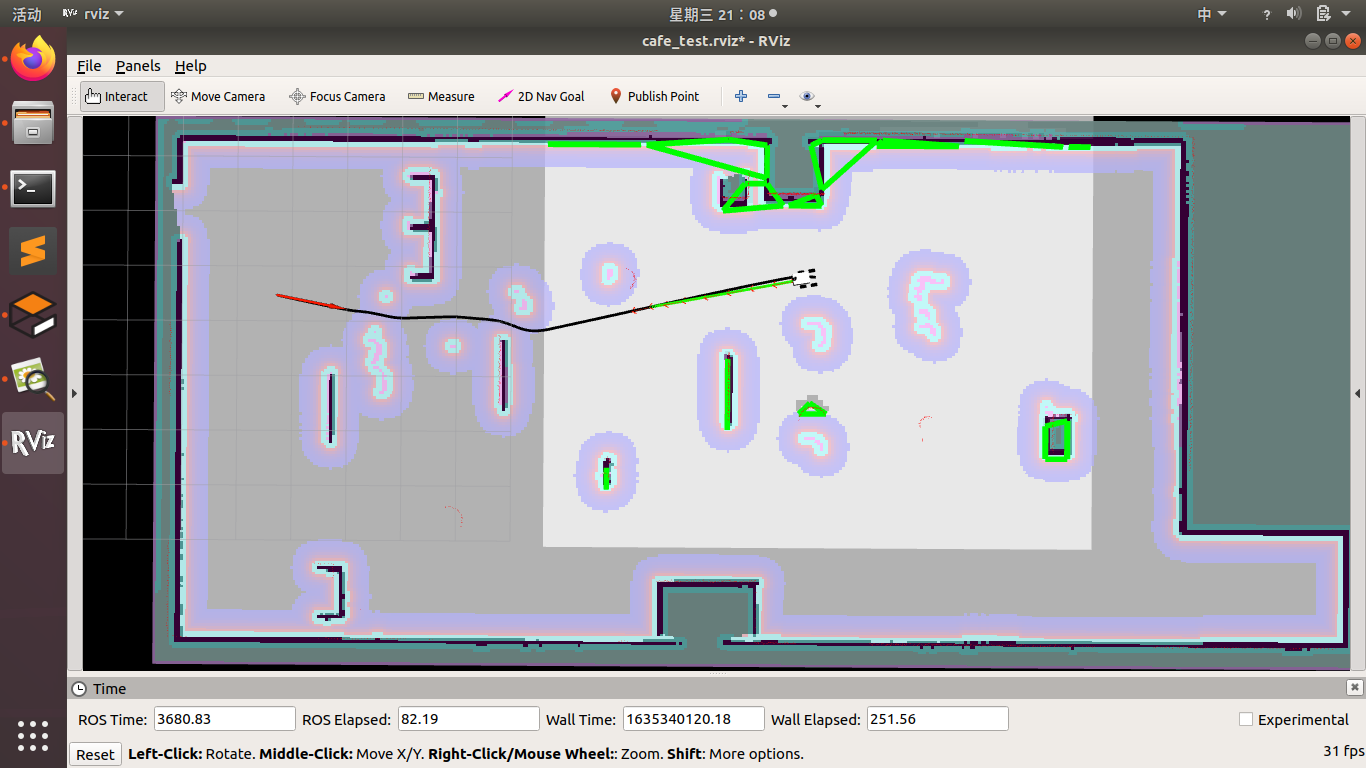 活动 RViz rviz 星期三 21：08 中 ?
cafe_test.rviz* - RViz
File Panels Help
Interact Move Camera Focus Camera Measure 2D Nav Goal Publish Point
RViz
Time
ROS Time: 3680.83 ROS Elapsed: 82.19 Wall Time: 1635340120.18 Wall Elapsed: 251.56 Experimental
Reset Left-Click: Rotate. Middle-Click: Move X/Y. Right-Click/Mouse Wheel:: Zoom. Shift: More options. 31 fps